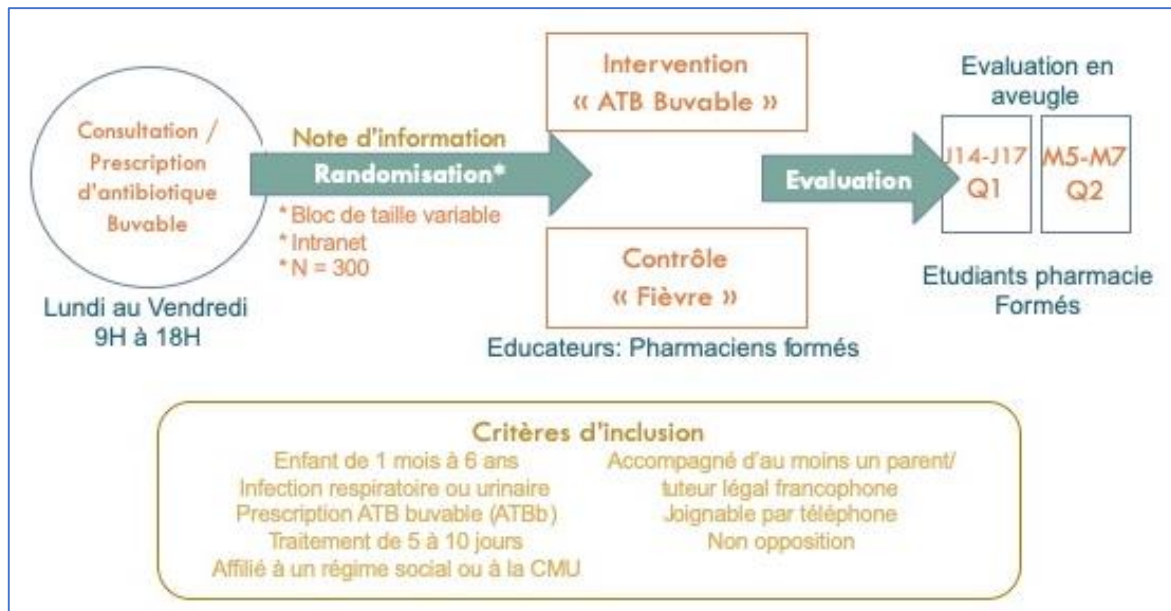 Consultation /
Prescription
d'antibiotique
Buvable
Lundi au Vendredi
9H à 18H
Note d'information
Randomisation*
* Bloc de taille variable
* Intranet
* N = 300
Intervention
« ATB Buvable »
Contrôle
« Fièvre »
Educateurs: Pharmaciens formés
Evaluation
Evaluation en
aveugle
J14-J17
Q1
M5-M7
Q2
Etudiants pharmacie
Formés
Critères d'inclusion
Enfant de 1 mois à 6 ans
Infection respiratoire ou urinaire
Prescription ATB buvable (ATBb)
Traitement de 5 à 10 jours
Affilié à un régime social ou à la CMU
Accompagné d'au moins un parent/
tuteur légal francophone
Joignable par téléphone
Non opposition